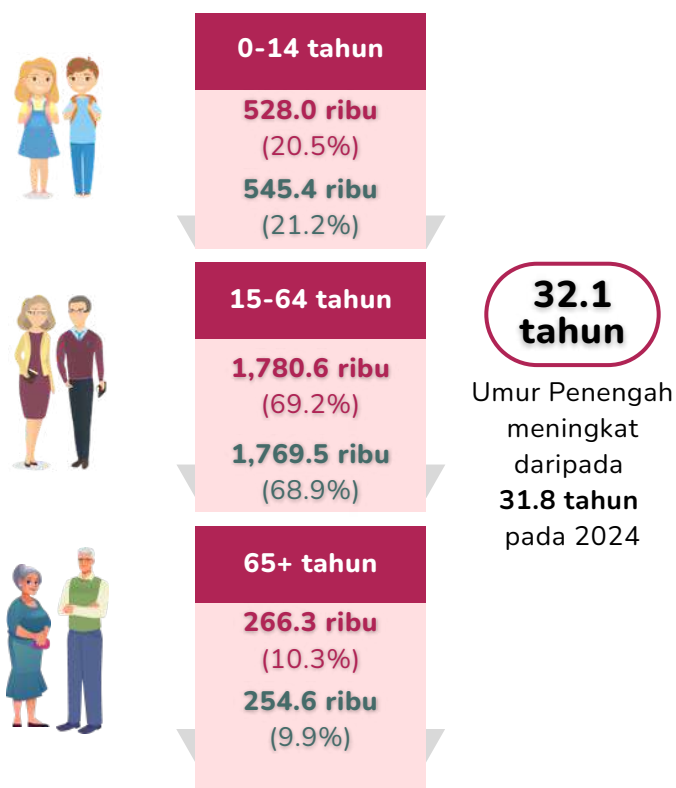 0-14 tahun
528.0 ribu
(20.5%)
545.4 ribu
(21.2%)
15-64 tahun
1,780.6 ribu
(69.2%)
1,769.5 ribu
(68.9%)
65+ tahun
266.3 ribu
(10.3%)
254.6 ribu
(9.9%)
32.1
tahun
Umur Penengah
meningkat
daripada
31.8 tahun
pada 2024